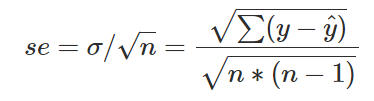 se = σ/√n = √∑(y − ŷ) / √n ∗ (n − 1)